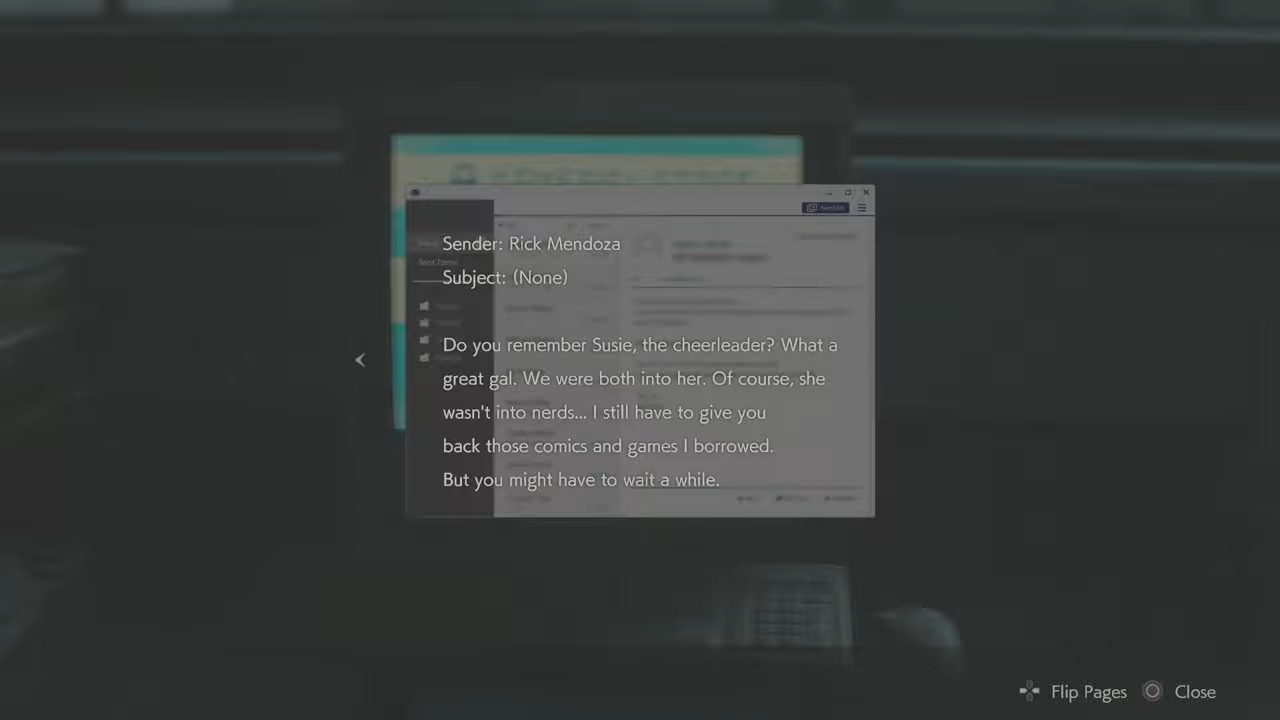 Sender: Rick Mendoza
Subject: (None)
Do you remember Susie, the cheerleader? What a
great gal. We were both into her. Of course, she
wasn't into nerds... I still have to give you
back those comics and games I borrowed.
But you might have to wait a while.
Flip Pages
Close